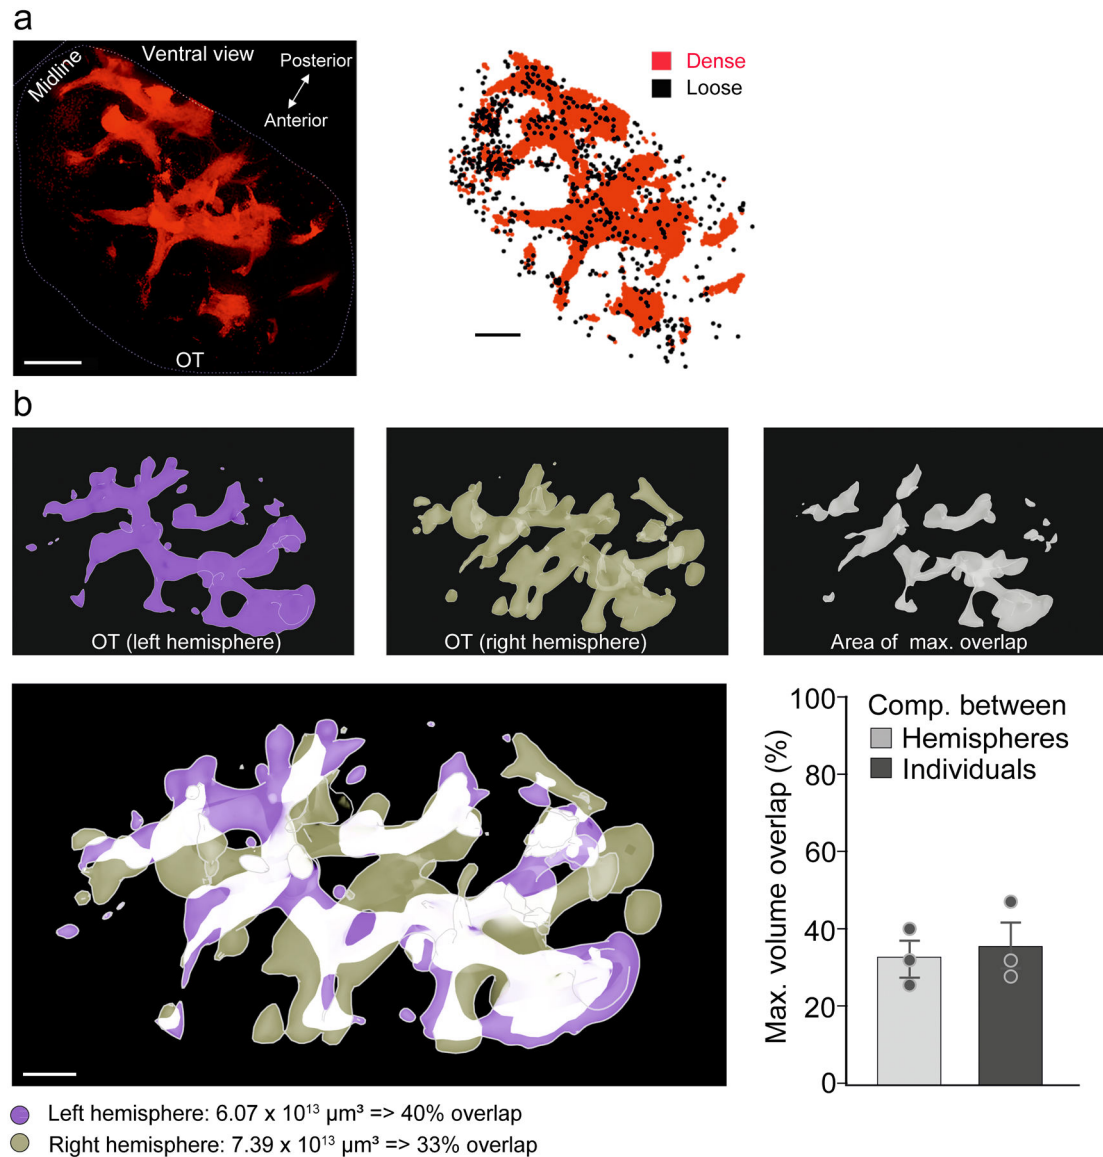 a
Midline
Ventral view
Posterior
Anterior
OT
Dense
Loose
b
OT (left hemisphere)
OT (right hemisphere)
Area of max. overlap
Max. volume overlap (%)
100
80
60
40
20
0
Comp. between
Hemispheres
Individuals
Left hemisphere: 6.07 x 10¹³ µm³ => 40% overlap
Right hemisphere: 7.39 x 10¹³ µm³ => 33% overlap